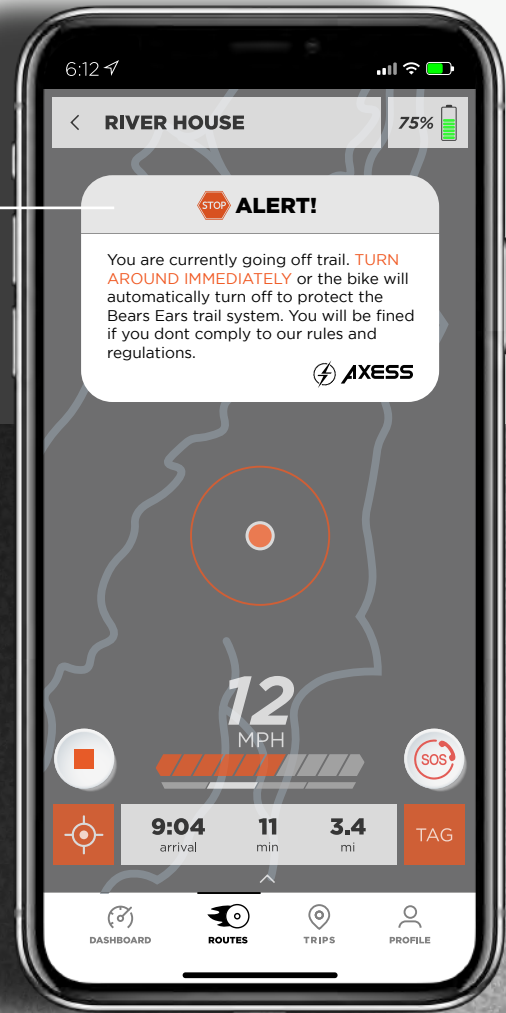 6:12
RIVER HOUSE
75%
STOP ALERT!
You are currently going off trail. TURN
AROUND IMMEDIATELY or the bike will
automatically turn off to protect the
Bears Ears trail system. You will be fined
if you dont comply to our rules and
regulations.
AXESS
12
MPH
SOS
9:04 11 3.4
arrival min mi
TAG
DASHBOARD ROUTES TRIPS PROFILE